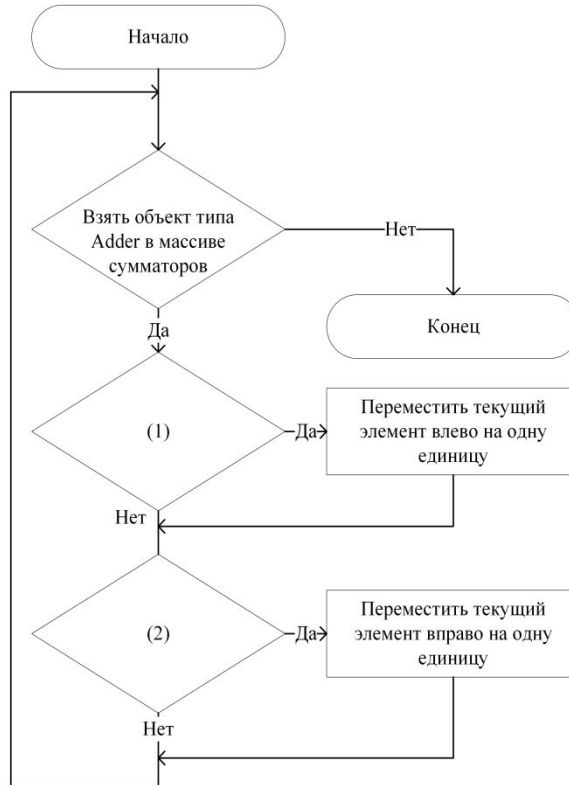 Начало
Взять объект типа
Adder в массиве
сумматоров
Нет
Конец
Да
(1)
Да
Переместить текущий
элемент влево на одну
единицу
Нет
(2)
Да
Переместить текущий
элемент вправо на одну
единицу
Нет